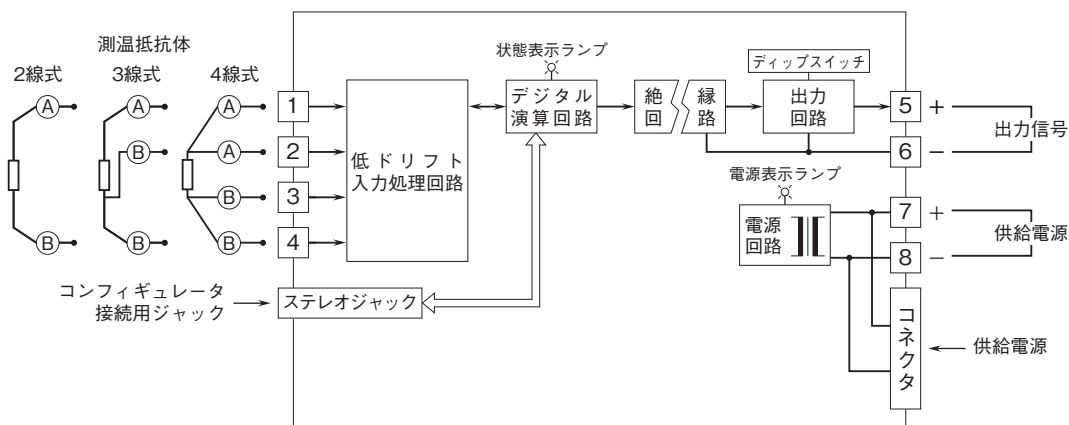 測温抵抗体
2線式
3線式
4線式
A
B
A
B
B
A
A
B
B
1
2
3
4
低ドリフト
入力処理回路
状態表示ランプ
デジタル
演算回路
絶縁
回路
ディップスイッチ
出力
回路
5
+
6
−
出力信号
電源表示ランプ
電源
回路
7
+
8
−
供給電源
コンフィギュレータ
接続用ジャック
ステレオジャック
コネクタ
供給電源